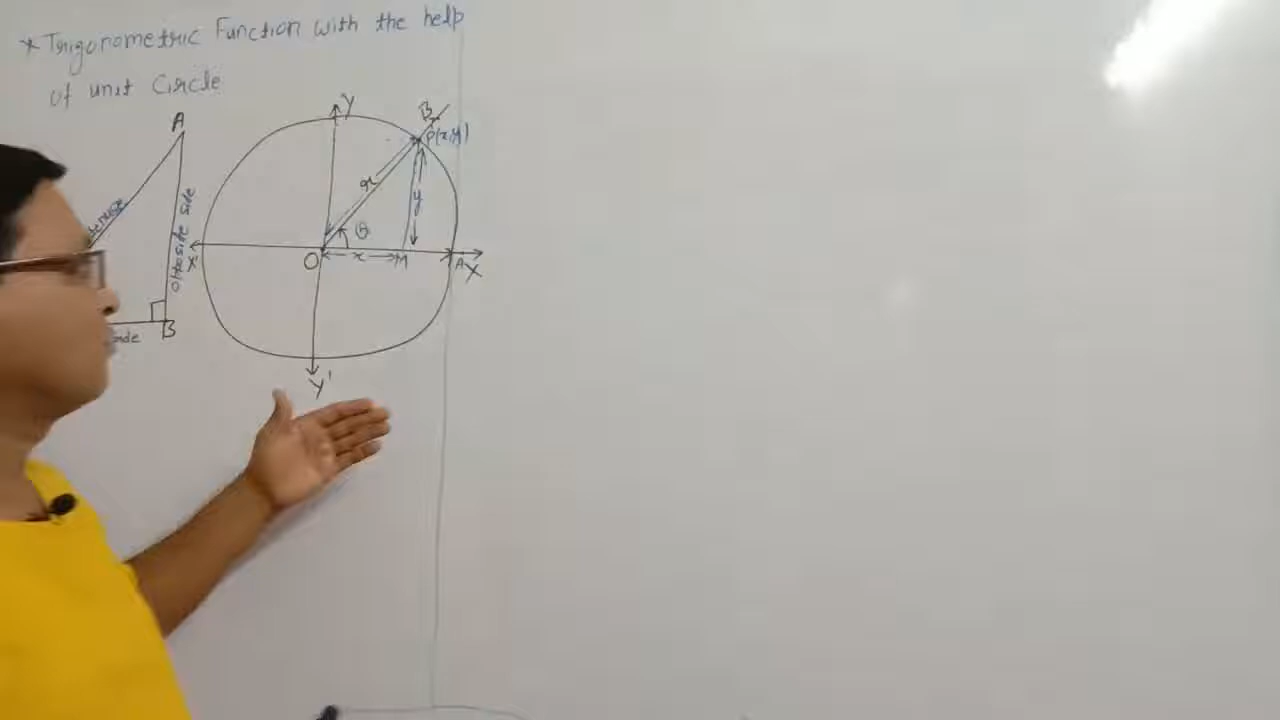 * Trigonometric Function with the help
of unit Circle
A
opposite side
B
Y
B
P(x,y)
r
y
θ
X'
O
x
M
A
X
Y'